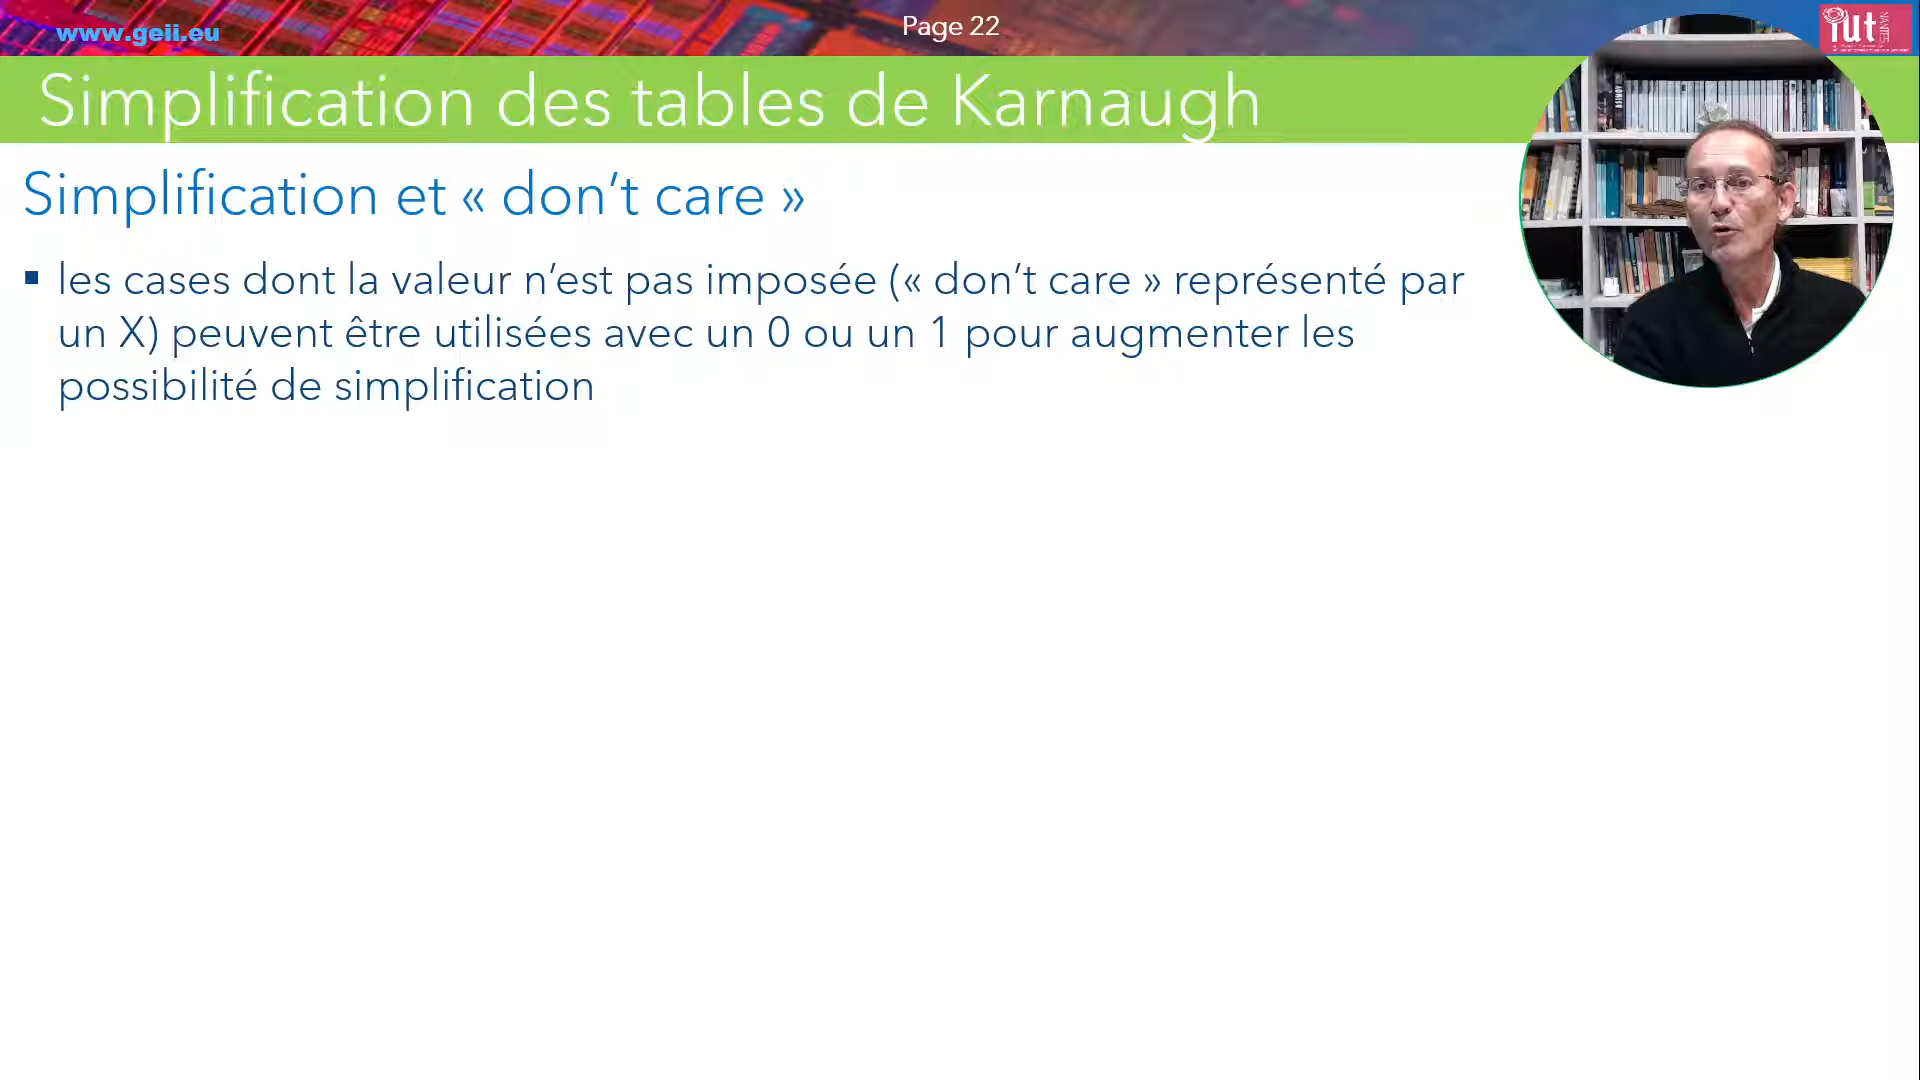 www.geii.eu
Page 22
iut
NANTES
Simplification des tables de Karnaugh
Simplification et « don’t care »
▪ les cases dont la valeur n’est pas imposée (« don’t care » représenté par
un X) peuvent être utilisées avec un 0 ou un 1 pour augmenter les
possibilité de simplification
ASIMOV